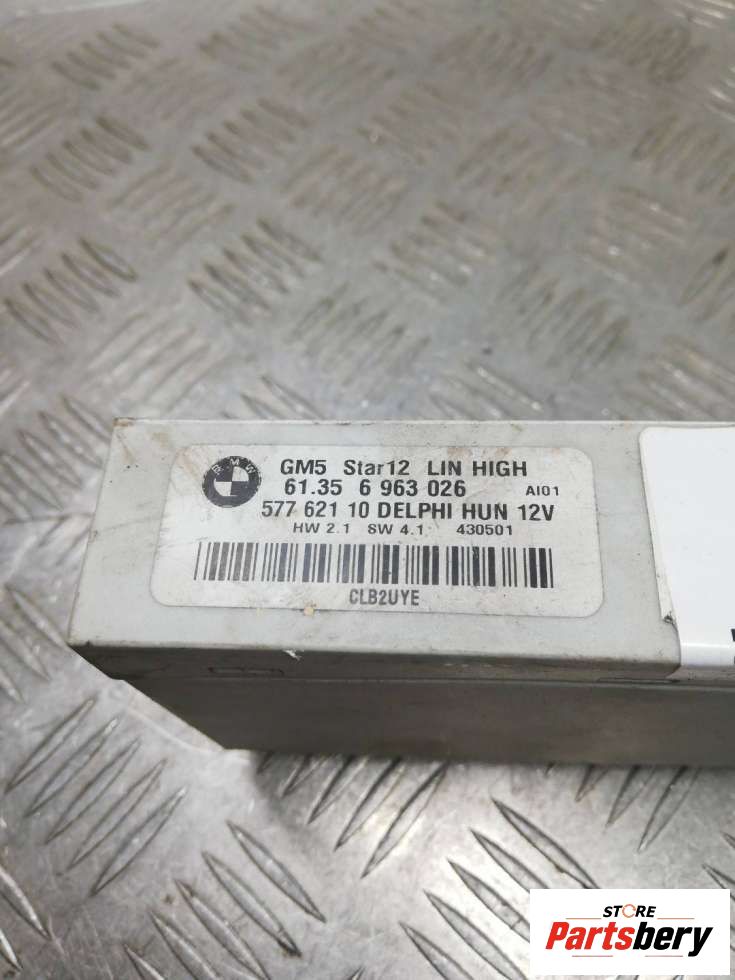 BMW
GM5 Star12 LIN HIGH
61.35 6 963 026 AI01
577 621 10 DELPHI HUN 12V
HW 2.1 SW 4.1 430501
CLB2UYE
STORE
Partsbery